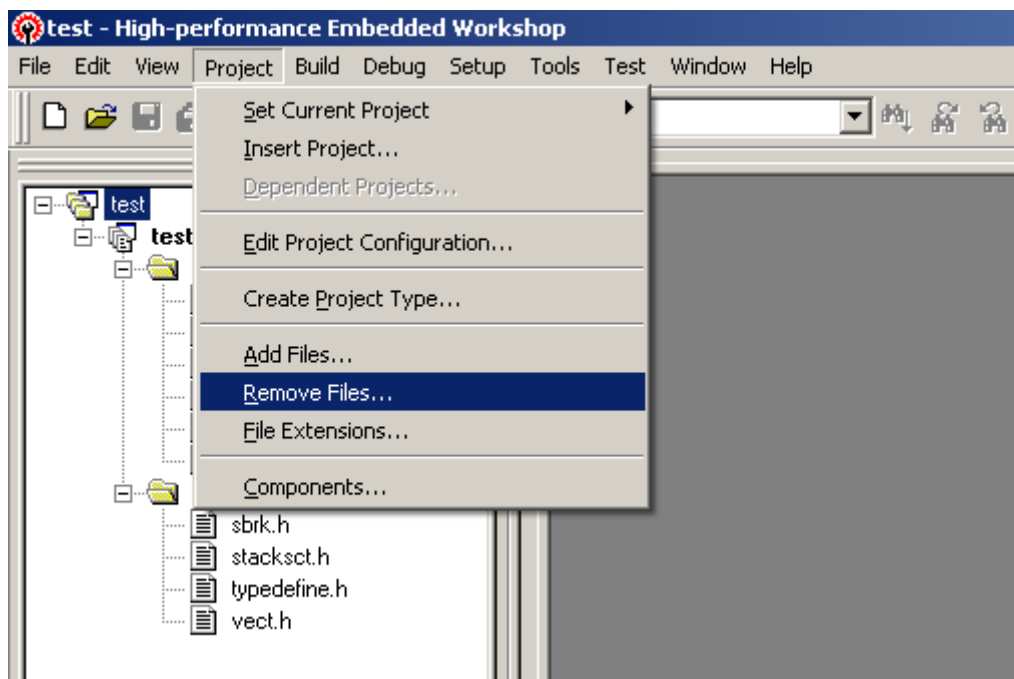 test - High-performance Embedded Workshop
File Edit View Project Build Debug Setup Tools Test Window Help
Set Current Project
Insert Project...
Dependent Projects...
Edit Project Configuration...
Create Project Type...
Add Files...
Remove Files...
File Extensions...
Components...
test
test
sbrk.h
stacksct.h
typedefine.h
vect.h